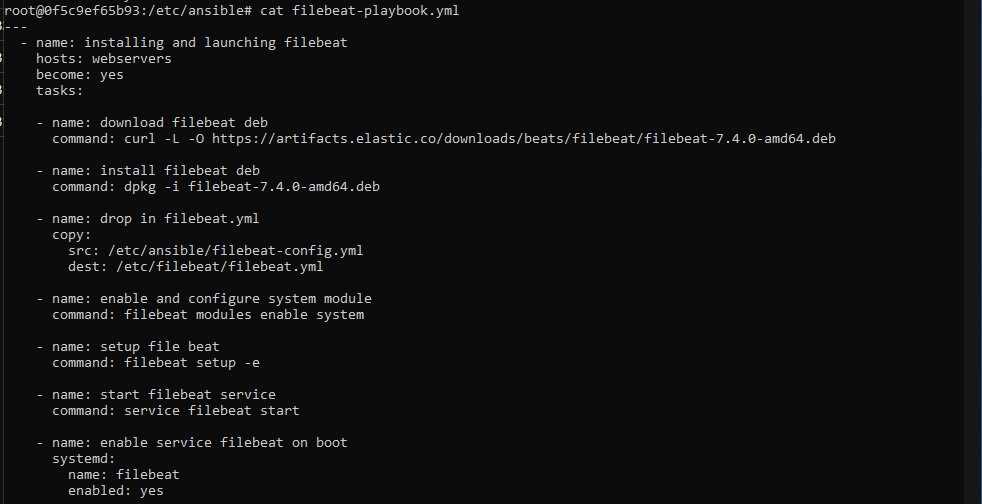 root@0f5c9ef65b93:/etc/ansible# cat filebeat-playbook.yml
---
  - name: installing and launching filebeat
    hosts: webservers
    become: yes
    tasks:

    - name: download filebeat deb
      command: curl -L -O https://artifacts.elastic.co/downloads/beats/filebeat/filebeat-7.4.0-amd64.deb

    - name: install filebeat deb
      command: dpkg -i filebeat-7.4.0-amd64.deb

    - name: drop in filebeat.yml
      copy:
        src: /etc/ansible/filebeat-config.yml
        dest: /etc/filebeat/filebeat.yml

    - name: enable and configure system module
      command: filebeat modules enable system

    - name: setup file beat
      command: filebeat setup -e

    - name: start filebeat service
      command: service filebeat start

    - name: enable service filebeat on boot
      systemd:
        name: filebeat
        enabled: yes